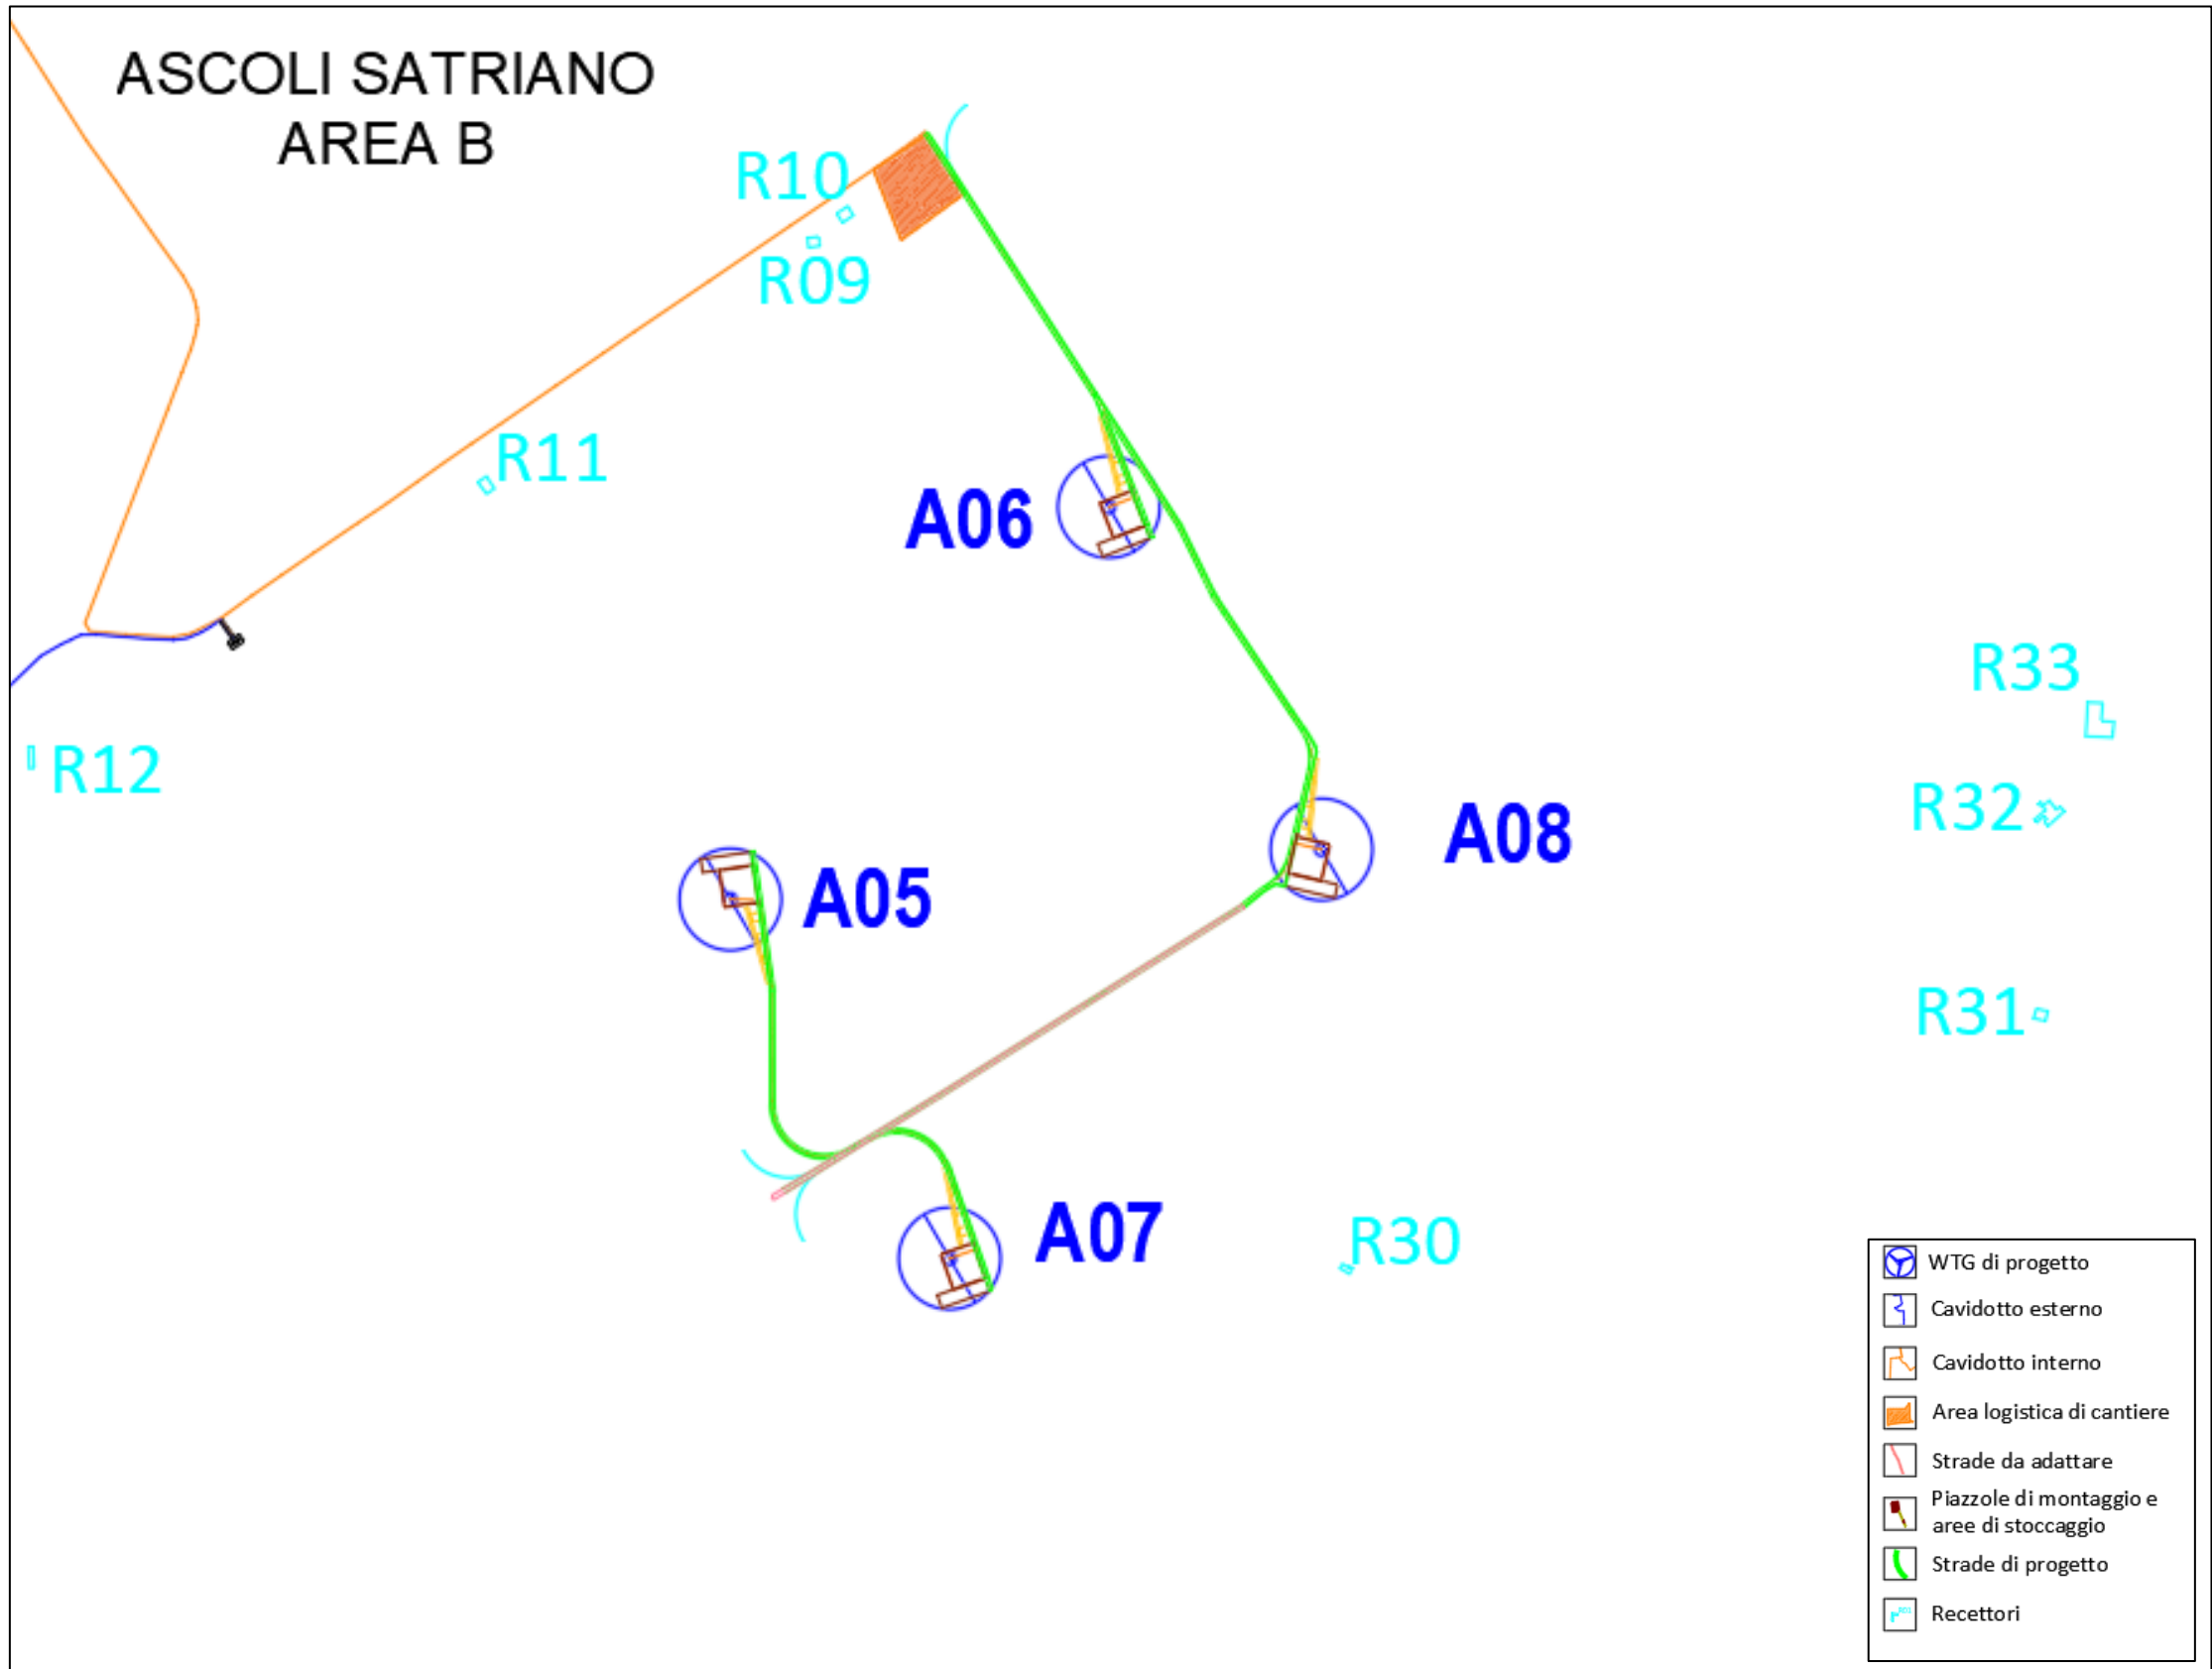 ASCOLI SATRIANO
AREA B
R10
R09
R11
A06
R33
R12
R32
A08
A05
R31
A07
R30
WTG di progetto
Cavidotto esterno
Cavidotto interno
Area logistica di cantiere
Strade da adattare
Piazzole di montaggio e
aree di stoccaggio
Strade di progetto
Recettori